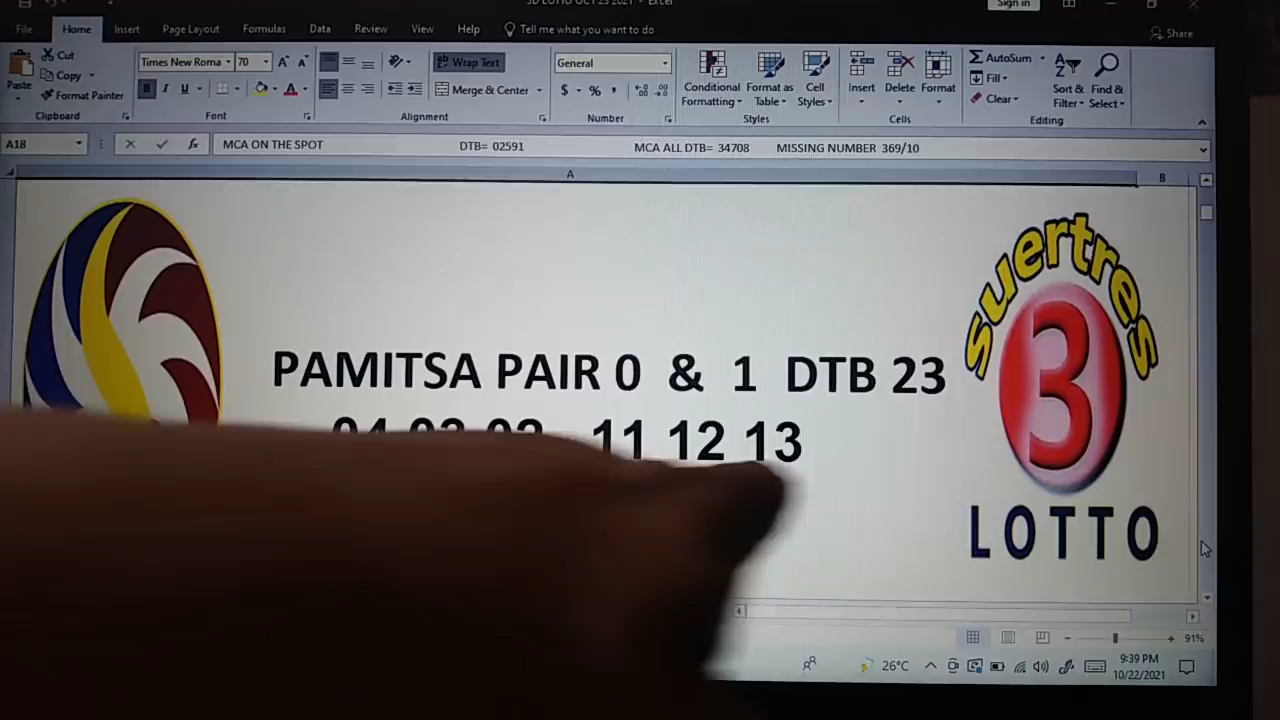 Sign in
File Home Insert Page Layout Formulas Data Review View Help Tell me what you want to do Share
Cut
Copy
Format Painter
Paste
Times New Roma 70
B I U
Wrap Text
Merge & Center
General
$ % ,
Conditional Formatting
Format as Table
Cell Styles
Insert Delete Format
AutoSum
Fill
Clear
Sort & Filter
Find & Select
Clipboard Font Alignment Number Styles Cells Editing
A18 fx MCA ON THE SPOT DTB= 02591 MCA ALL DTB= 34708 MISSING NUMBER 369/10
A B
suertres
3
LOTTO
PAMITSA PAIR 0 & 1 DTB 23
11 12 13
91%
26°C
9:39 PM
10/22/2021